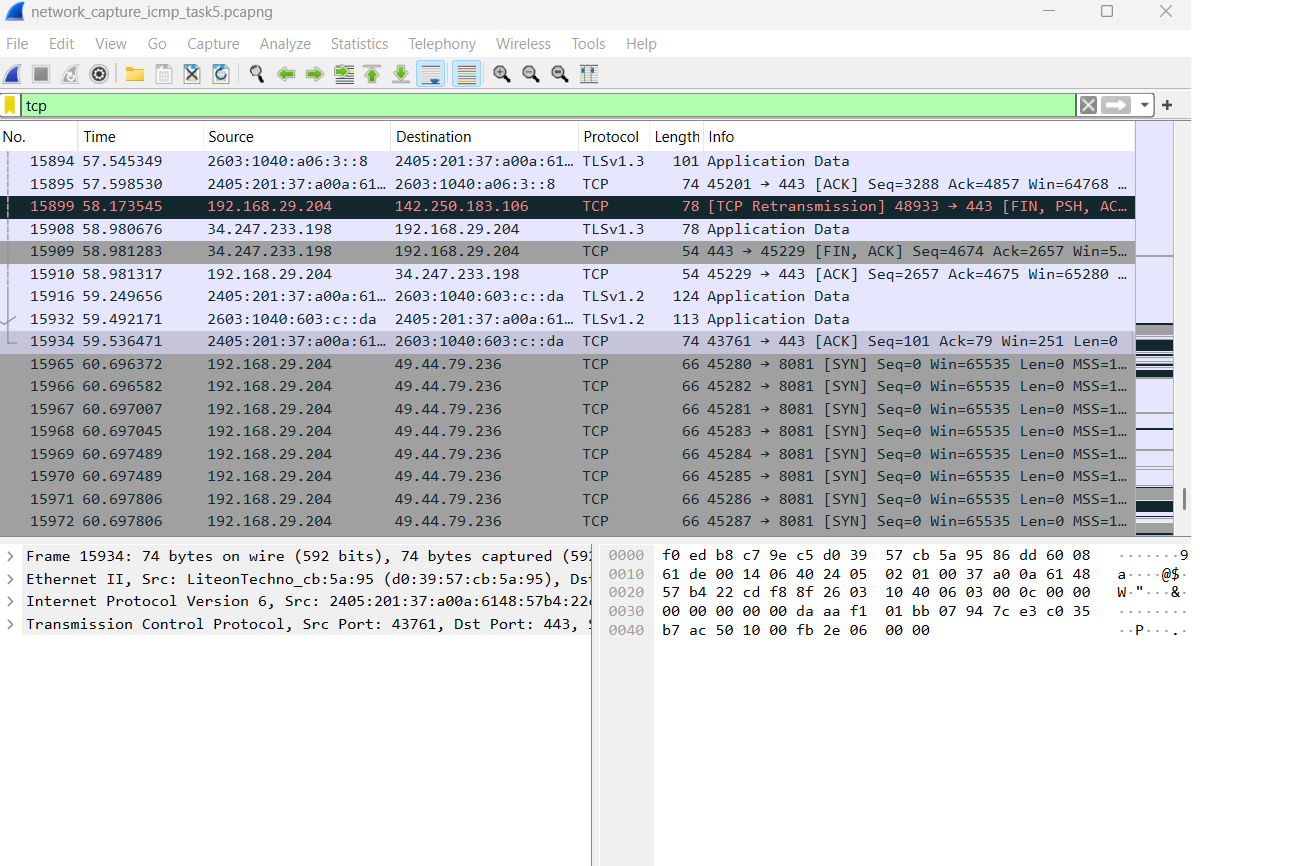 network_capture_icmp_task5.pcapng
File Edit View Go Capture Analyze Statistics Telephony Wireless Tools Help
tcp
No. Time Source Destination Protocol Length Info
15894 57.545349 2603:1040:a06:3::8 2405:201:37:a00a:61… TLSv1.3 101 Application Data
15895 57.598530 2405:201:37:a00a:61… 2603:1040:a06:3::8 TCP 74 45201 → 443 [ACK] Seq=3288 Ack=4857 Win=64768 …
15899 58.173545 192.168.29.204 142.250.183.106 TCP 78 [TCP Retransmission] 48933 → 443 [FIN, PSH, AC…
15908 58.980676 34.247.233.198 192.168.29.204 TLSv1.3 78 Application Data
15909 58.981283 34.247.233.198 192.168.29.204 TCP 54 443 → 45229 [FIN, ACK] Seq=4674 Ack=2657 Win=5…
15910 58.981317 192.168.29.204 34.247.233.198 TCP 54 45229 → 443 [ACK] Seq=2657 Ack=4675 Win=65280 …
15916 59.249656 2405:201:37:a00a:61… 2603:1040:603:c::da TLSv1.2 124 Application Data
15932 59.492171 2603:1040:603:c::da 2405:201:37:a00a:61… TLSv1.2 113 Application Data
15934 59.536471 2405:201:37:a00a:61… 2603:1040:603:c::da TCP 74 43761 → 443 [ACK] Seq=101 Ack=79 Win=251 Len=0
15965 60.696372 192.168.29.204 49.44.79.236 TCP 66 45280 → 8081 [SYN] Seq=0 Win=65535 Len=0 MSS=1…
15966 60.696582 192.168.29.204 49.44.79.236 TCP 66 45282 → 8081 [SYN] Seq=0 Win=65535 Len=0 MSS=1…
15967 60.697007 192.168.29.204 49.44.79.236 TCP 66 45281 → 8081 [SYN] Seq=0 Win=65535 Len=0 MSS=1…
15968 60.697045 192.168.29.204 49.44.79.236 TCP 66 45283 → 8081 [SYN] Seq=0 Win=65535 Len=0 MSS=1…
15969 60.697489 192.168.29.204 49.44.79.236 TCP 66 45284 → 8081 [SYN] Seq=0 Win=65535 Len=0 MSS=1…
15970 60.697489 192.168.29.204 49.44.79.236 TCP 66 45285 → 8081 [SYN] Seq=0 Win=65535 Len=0 MSS=1…
15971 60.697806 192.168.29.204 49.44.79.236 TCP 66 45286 → 8081 [SYN] Seq=0 Win=65535 Len=0 MSS=1…
15972 60.697806 192.168.29.204 49.44.79.236 TCP 66 45287 → 8081 [SYN] Seq=0 Win=65535 Len=0 MSS=1…
Frame 15934: 74 bytes on wire (592 bits), 74 bytes captured (592
Ethernet II, Src: LiteonTechno_cb:5a:95 (d0:39:57:cb:5a:95), Dst
Internet Protocol Version 6, Src: 2405:201:37:a00a:6148:57b4:22c
Transmission Control Protocol, Src Port: 43761, Dst Port: 443, S
0000 f0 ed b8 c7 9e c5 d0 39 57 cb 5a 95 86 dd 60 08 ·······9
0010 61 de 00 14 06 40 24 05 02 01 00 37 a0 0a 61 48 a····@$·
0020 57 b4 22 cd f8 8f 26 03 10 40 06 03 00 0c 00 00 W·"···&·
0030 00 00 00 00 00 da aa f1 01 bb 07 94 7c e3 c0 35 ········
0040 b7 ac 50 10 00 fb 2e 06 00 00 ··P···.·